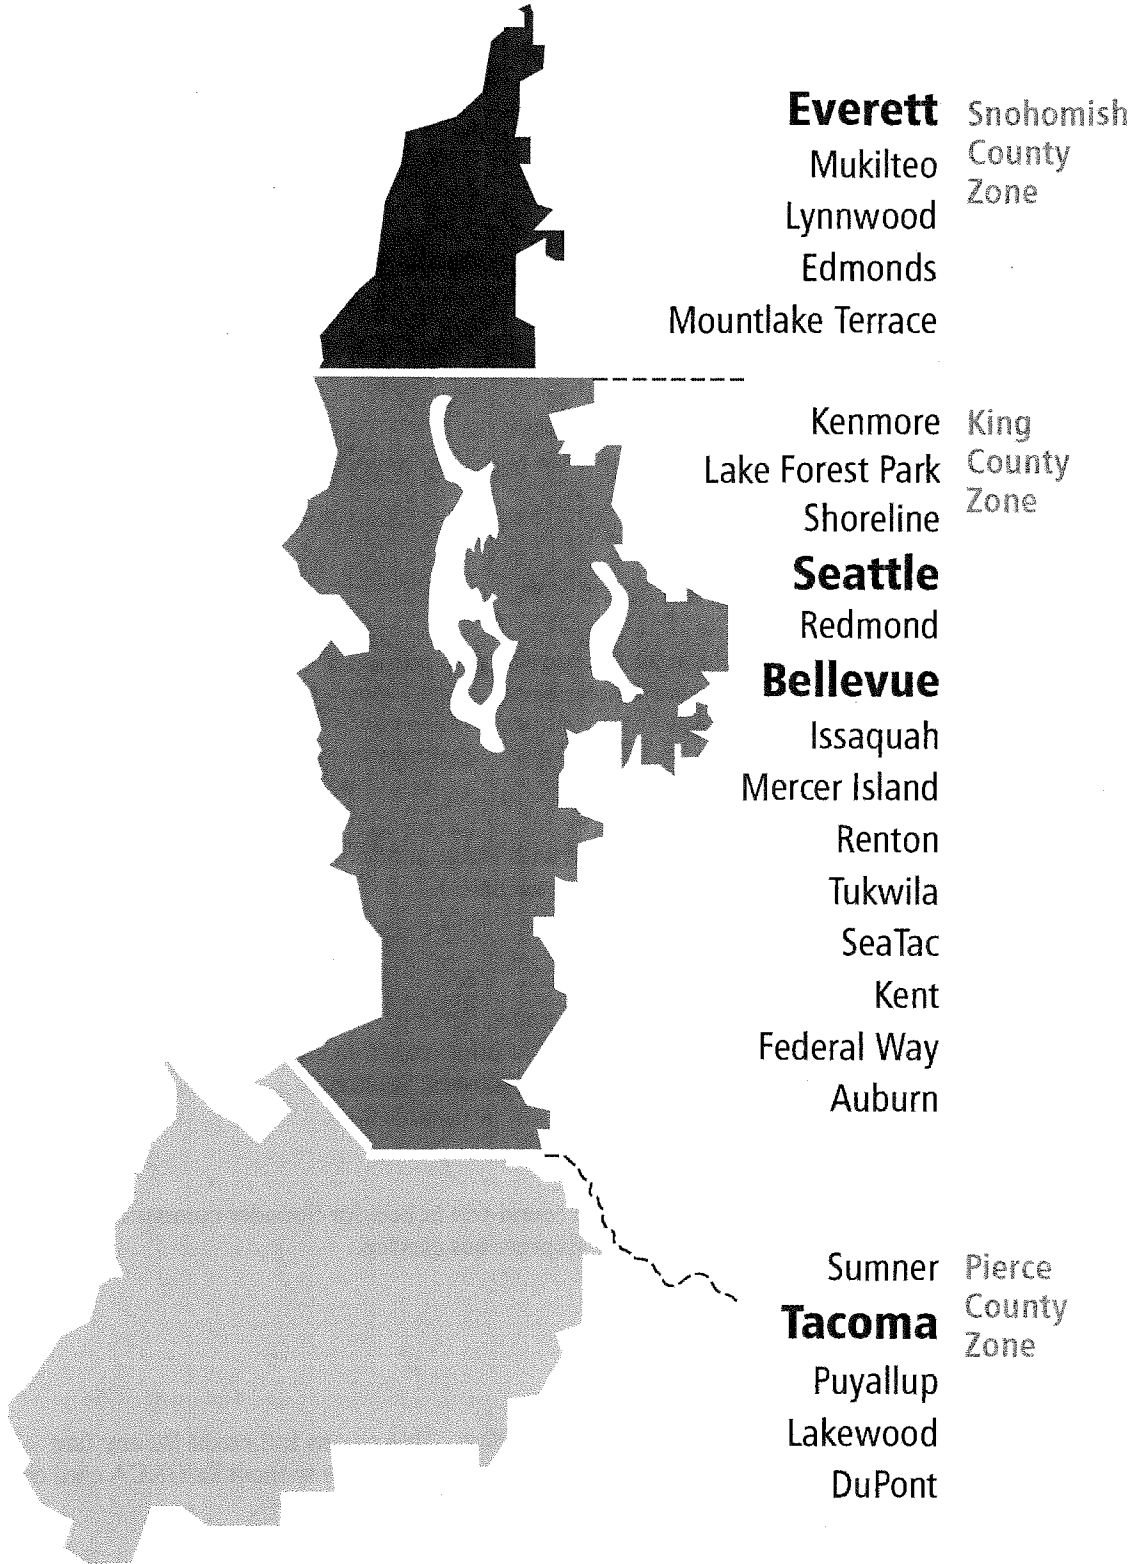 Everett
Mukilteo
Lynnwood
Edmonds
Mountlake Terrace
Snohomish
County
Zone
Kenmore
Lake Forest Park
Shoreline
Seattle
Redmond
Bellevue
Issaquah
Mercer Island
Renton
Tukwila
SeaTac
Kent
Federal Way
Auburn
King
County
Zone
Sumner
Tacoma
Puyallup
Lakewood
DuPont
Pierce
County
Zone